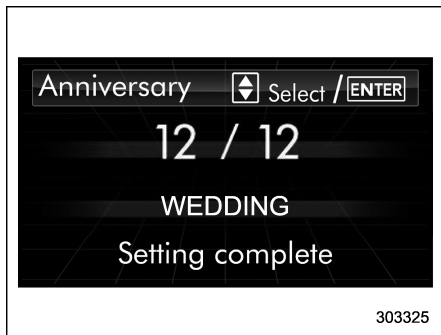 Anniversary Select / ENTER
12 / 12
WEDDING
Setting complete
303325